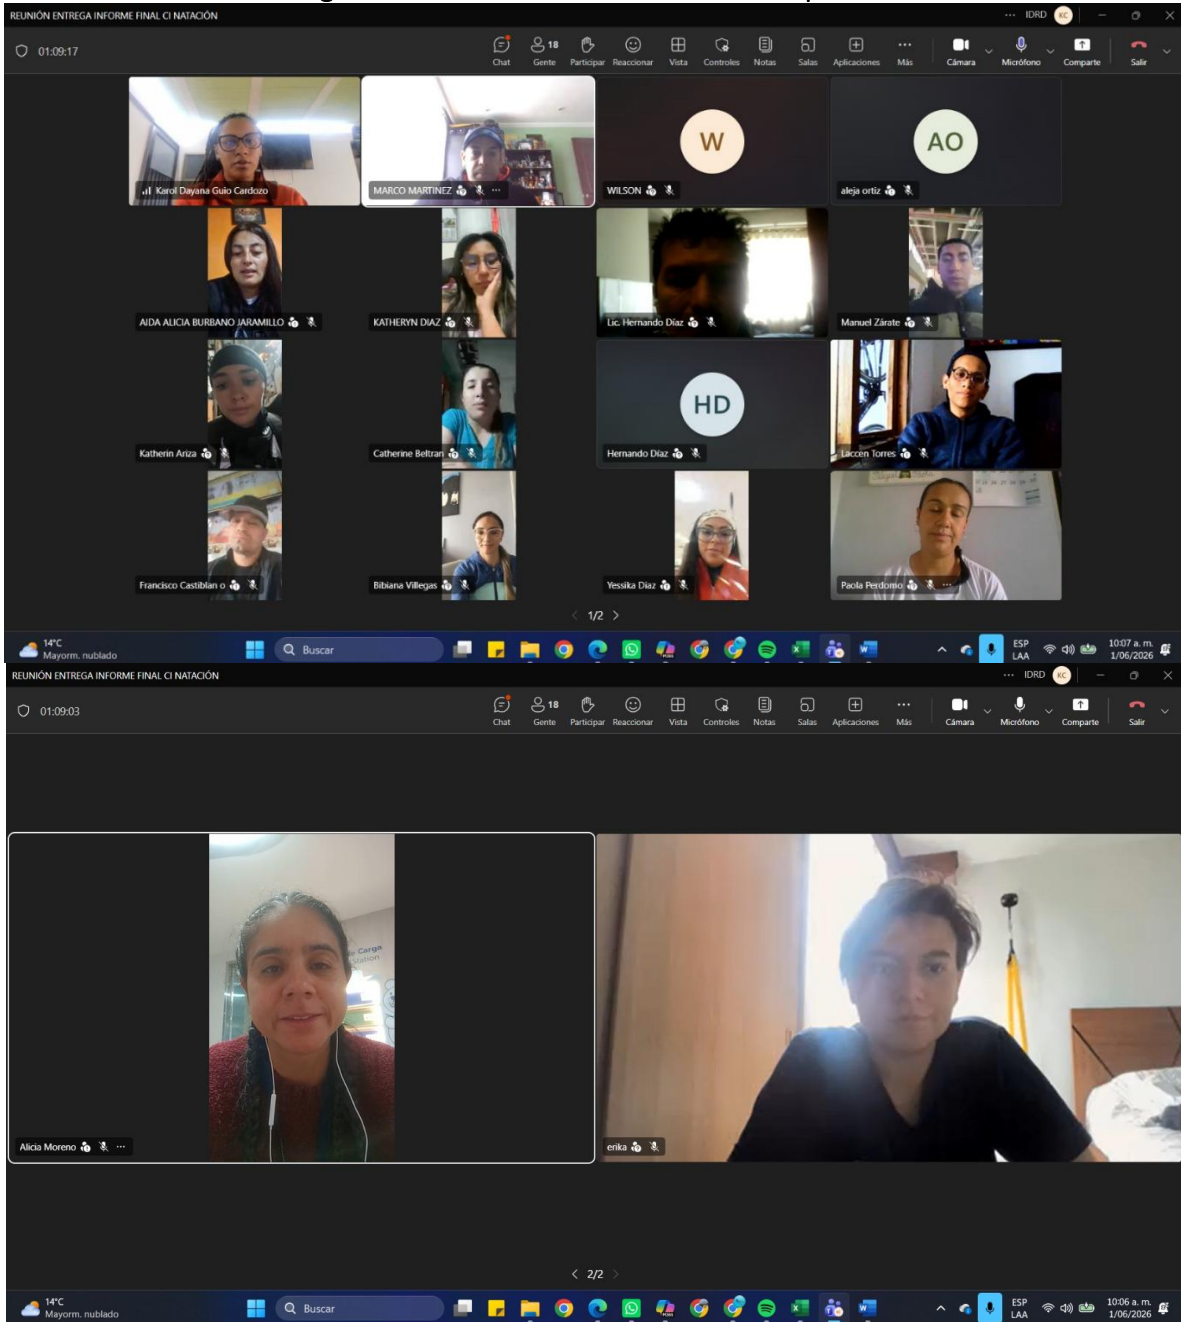 REUNIÓN ENTREGA INFORME FINAL CI NATACIÓN
IDRD KC
01:09:17
Chat 18 Gente Participar Reaccionar Vista Controles Notas Salas Aplicaciones Más Cámara Micrófono Comparte Salir
W
AO
Karol Dayana Guio Cardozo
MARCO MARTINEZ
WILSON
aleja ortiz
AIDA ALICIA BURBANO JARAMILLO
KATHERYN DIAZ
Lic. Hernando Díaz
Manuel Zárate
HD
Katherin Ariza
Catherine Beltran
Hernando Díaz
Laccen Torres
Francisco Castiblan o
Bibiana Villegas
Yessika Diaz
Paola Perdomo
1/2
14°C
Mayorm. nublado
Buscar
ESP
LAA
10:07 a. m.
1/06/2026
REUNIÓN ENTREGA INFORME FINAL CI NATACIÓN
IDRD KC
01:09:03
Chat 18 Gente Participar Reaccionar Vista Controles Notas Salas Aplicaciones Más Cámara Micrófono Comparte Salir
de Carga
Station
Alicia Moreno
erika
2/2
14°C
Mayorm. nublado
Buscar
ESP
LAA
10:06 a. m.
1/06/2026